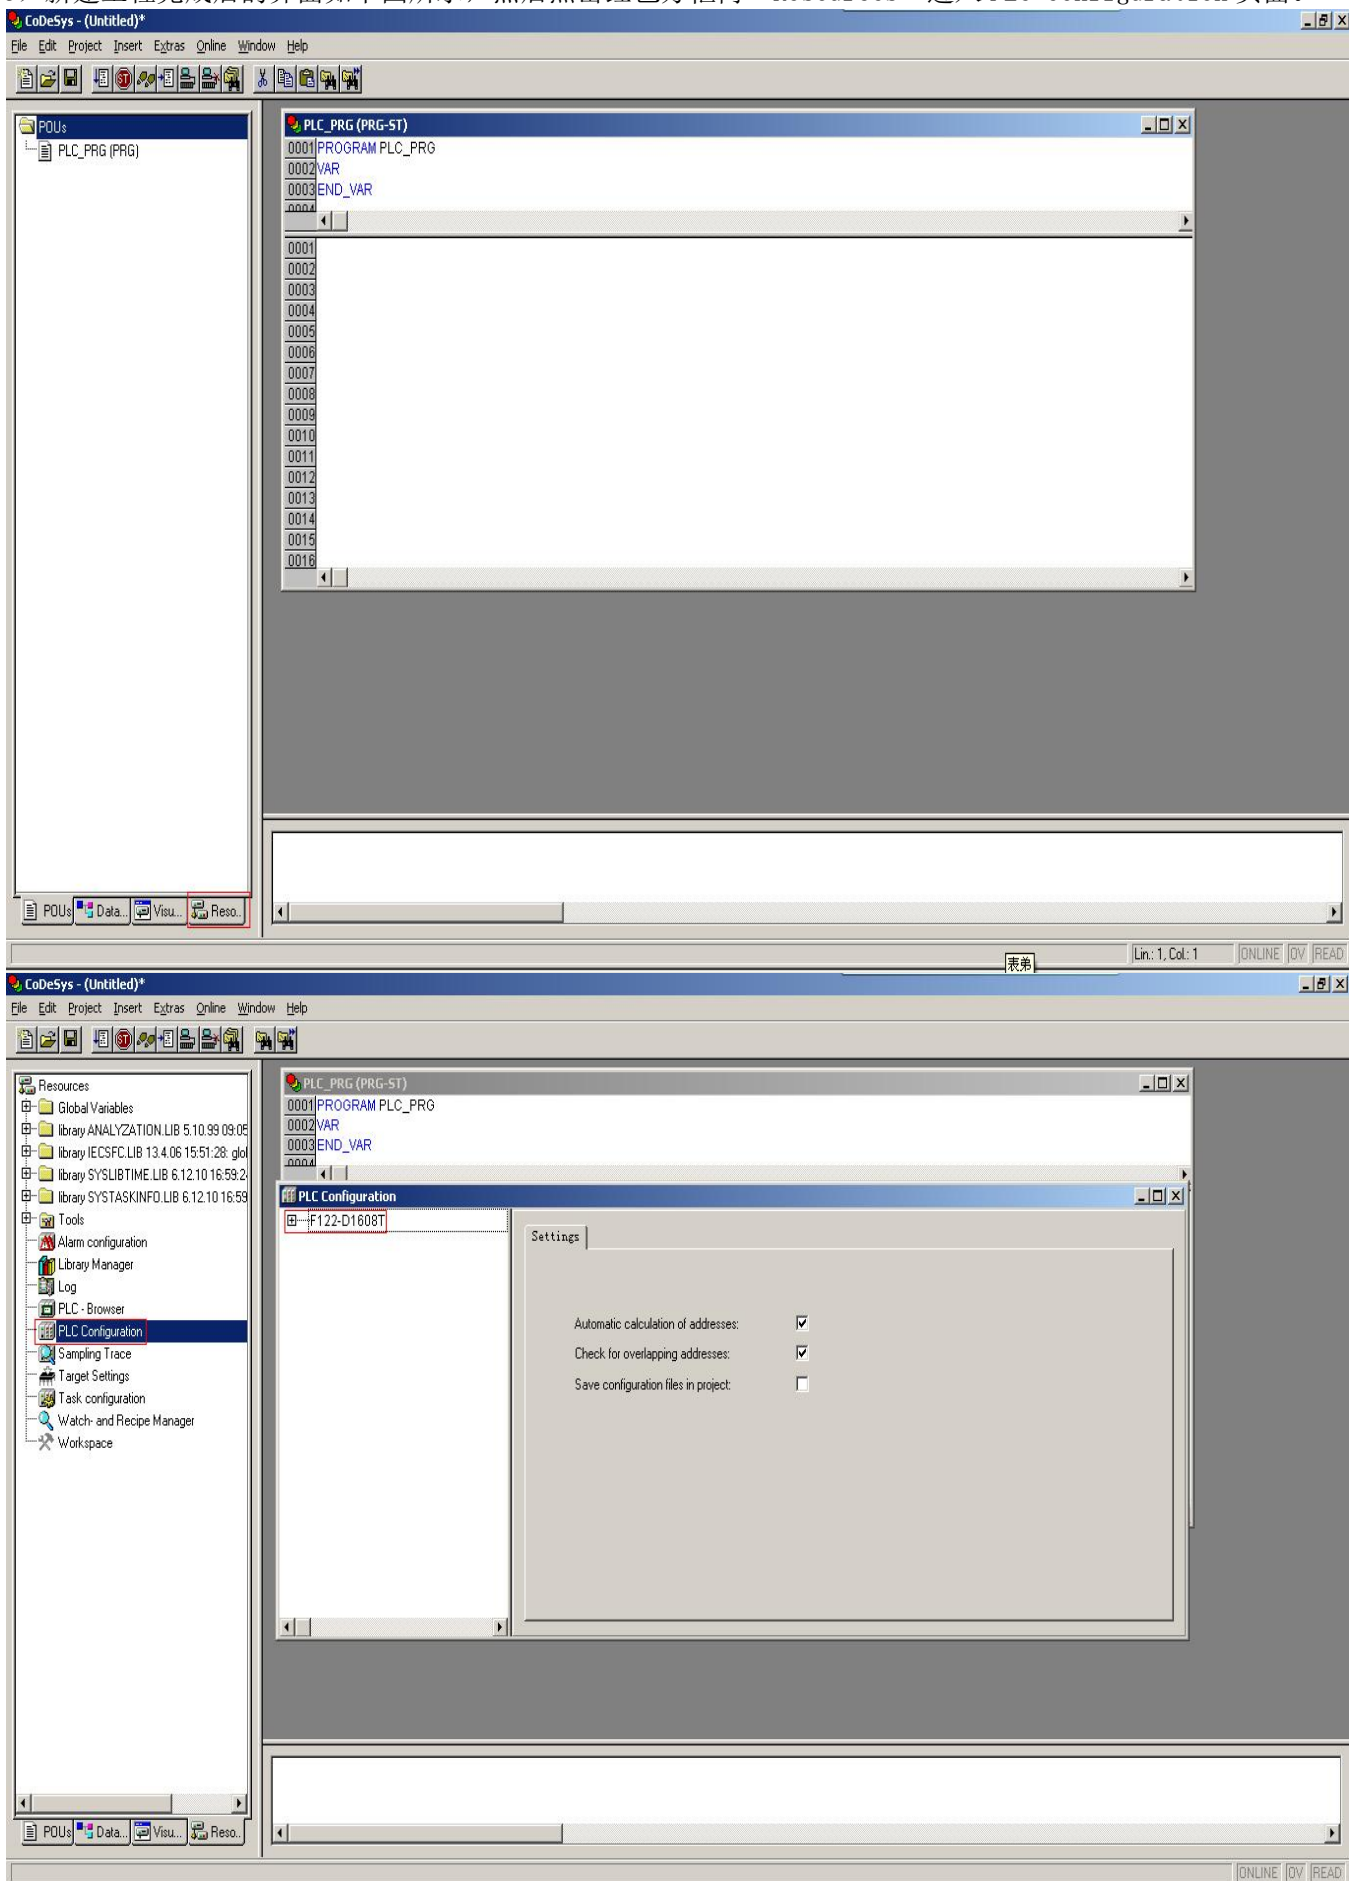 CoDeSys - (Untitled)*
File Edit Project Insert Extras Online Window Help
POUs
PLC_PRG (PRG)
PLC_PRG (PRG-ST)
0001 PROGRAM PLC_PRG
0002 VAR
0003 END_VAR
0004
0001
0002
0003
0004
0005
0006
0007
0008
0009
0010
0011
0012
0013
0014
0015
0016
POUs Data... Visu... Reso...
Lin.: 1, Col.: 1 ONLINE OV READ
表弟
CoDeSys - (Untitled)*
File Edit Project Insert Extras Online Window Help
Resources
Global Variables
library ANALYZATION.LIB 5.10.99 09:05
library IECSFC.LIB 13.4.06 15:51:28: glo
library SYSLIBTIME.LIB 6.12.10 16:59:2
library SYSTASKINFO.LIB 6.12.10 16:59
Tools
Alarm configuration
Library Manager
Log
PLC - Browser
PLC Configuration
Sampling Trace
Target Settings
Task configuration
Watch- and Recipe Manager
Workspace
PLC_PRG (PRG-ST)
0001 PROGRAM PLC_PRG
0002 VAR
0003 END_VAR
0004
PLC Configuration
F122-D1608T
Settings
Automatic calculation of addresses:
Check for overlapping addresses:
Save configuration files in project:
POUs Data... Visu... Reso...
ONLINE OV READ